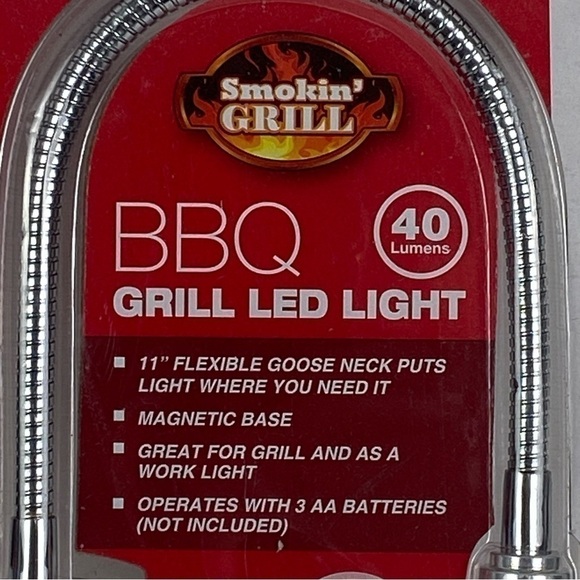 Smokin'
GRILL
BBQ
40
Lumens
GRILL LED LIGHT
11" FLEXIBLE GOOSE NECK PUTS
LIGHT WHERE YOU NEED IT
MAGNETIC BASE
GREAT FOR GRILL AND AS A
WORK LIGHT
OPERATES WITH 3 AA BATTERIES
(NOT INCLUDED)